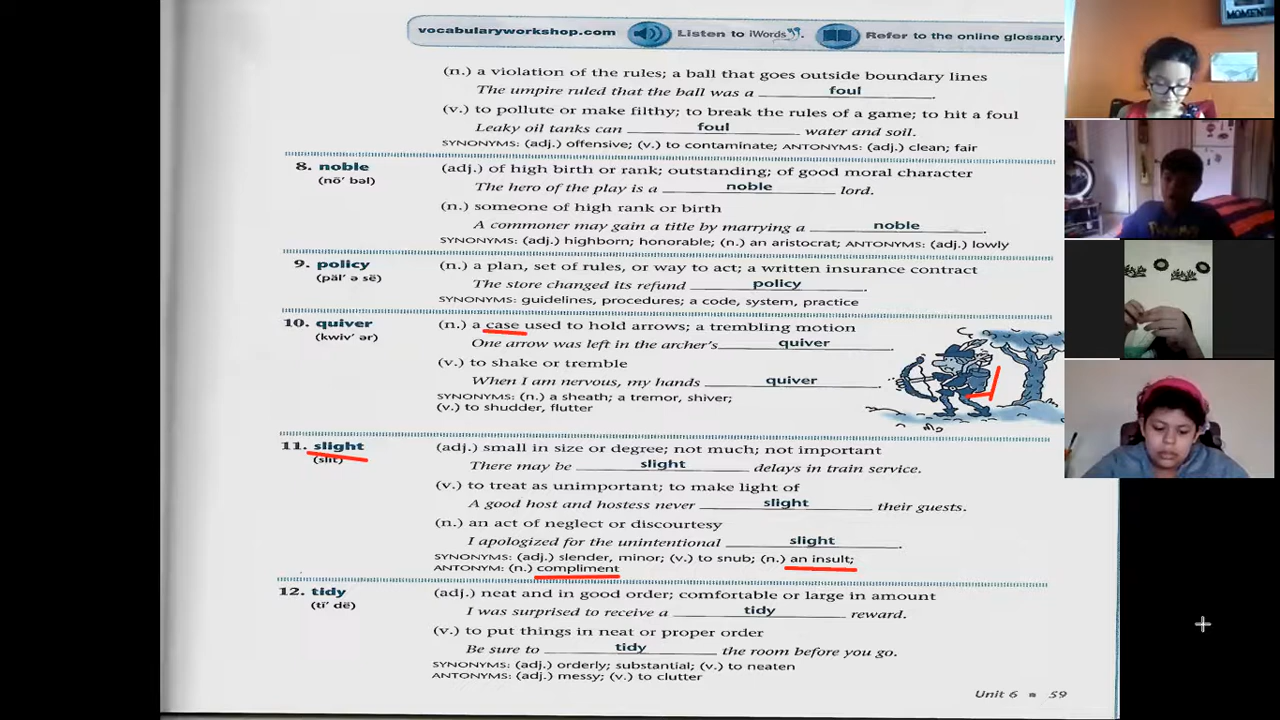 vocabularyworkshop.com Listen to iWords Refer to the online glossary.
MOMENT
(n.) a violation of the rules; a ball that goes outside boundary lines
The umpire ruled that the ball was a foul.
(v.) to pollute or make filthy; to break the rules of a game; to hit a foul
Leaky oil tanks can foul water and soil.
SYNONYMS: (adj.) offensive; (v.) to contaminate; ANTONYMS: (adj.) clean; fair
8. noble (adj.) of high birth or rank; outstanding; of good moral character
(nō' bəl) The hero of the play is a noble lord.
(n.) someone of high rank or birth
A commoner may gain a title by marrying a noble.
SYNONYMS: (adj.) highborn; honorable; (n.) an aristocrat; ANTONYMS: (adj.) lowly
9. policy (n.) a plan, set of rules, or way to act; a written insurance contract
(päl' ə sē) The store changed its refund policy.
SYNONYMS: guidelines, procedures; a code, system, practice
10. quiver (n.) a case used to hold arrows; a trembling motion
(kwiv' ər) One arrow was left in the archer's quiver.
(v.) to shake or tremble
When I am nervous, my hands quiver.
SYNONYMS: (n.) a sheath; a tremor, shiver;
(v.) to shudder, flutter
11. slight (adj.) small in size or degree; not much; not important
(slīt) There may be slight delays in train service.
(v.) to treat as unimportant; to make light of
A good host and hostess never slight their guests.
(n.) an act of neglect or discourtesy
I apologized for the unintentional slight.
SYNONYMS: (adj.) slender, minor; (v.) to snub; (n.) an insult;
ANTONYM: (n.) compliment
12. tidy (adj.) neat and in good order; comfortable or large in amount
(tī' dē) I was surprised to receive a tidy reward.
(v.) to put things in neat or proper order
Be sure to tidy the room before you go.
SYNONYMS: (adj.) orderly; substantial; (v.) to neaten
ANTONYMS: (adj.) messy; (v.) to clutter
Unit 6 ■ 59